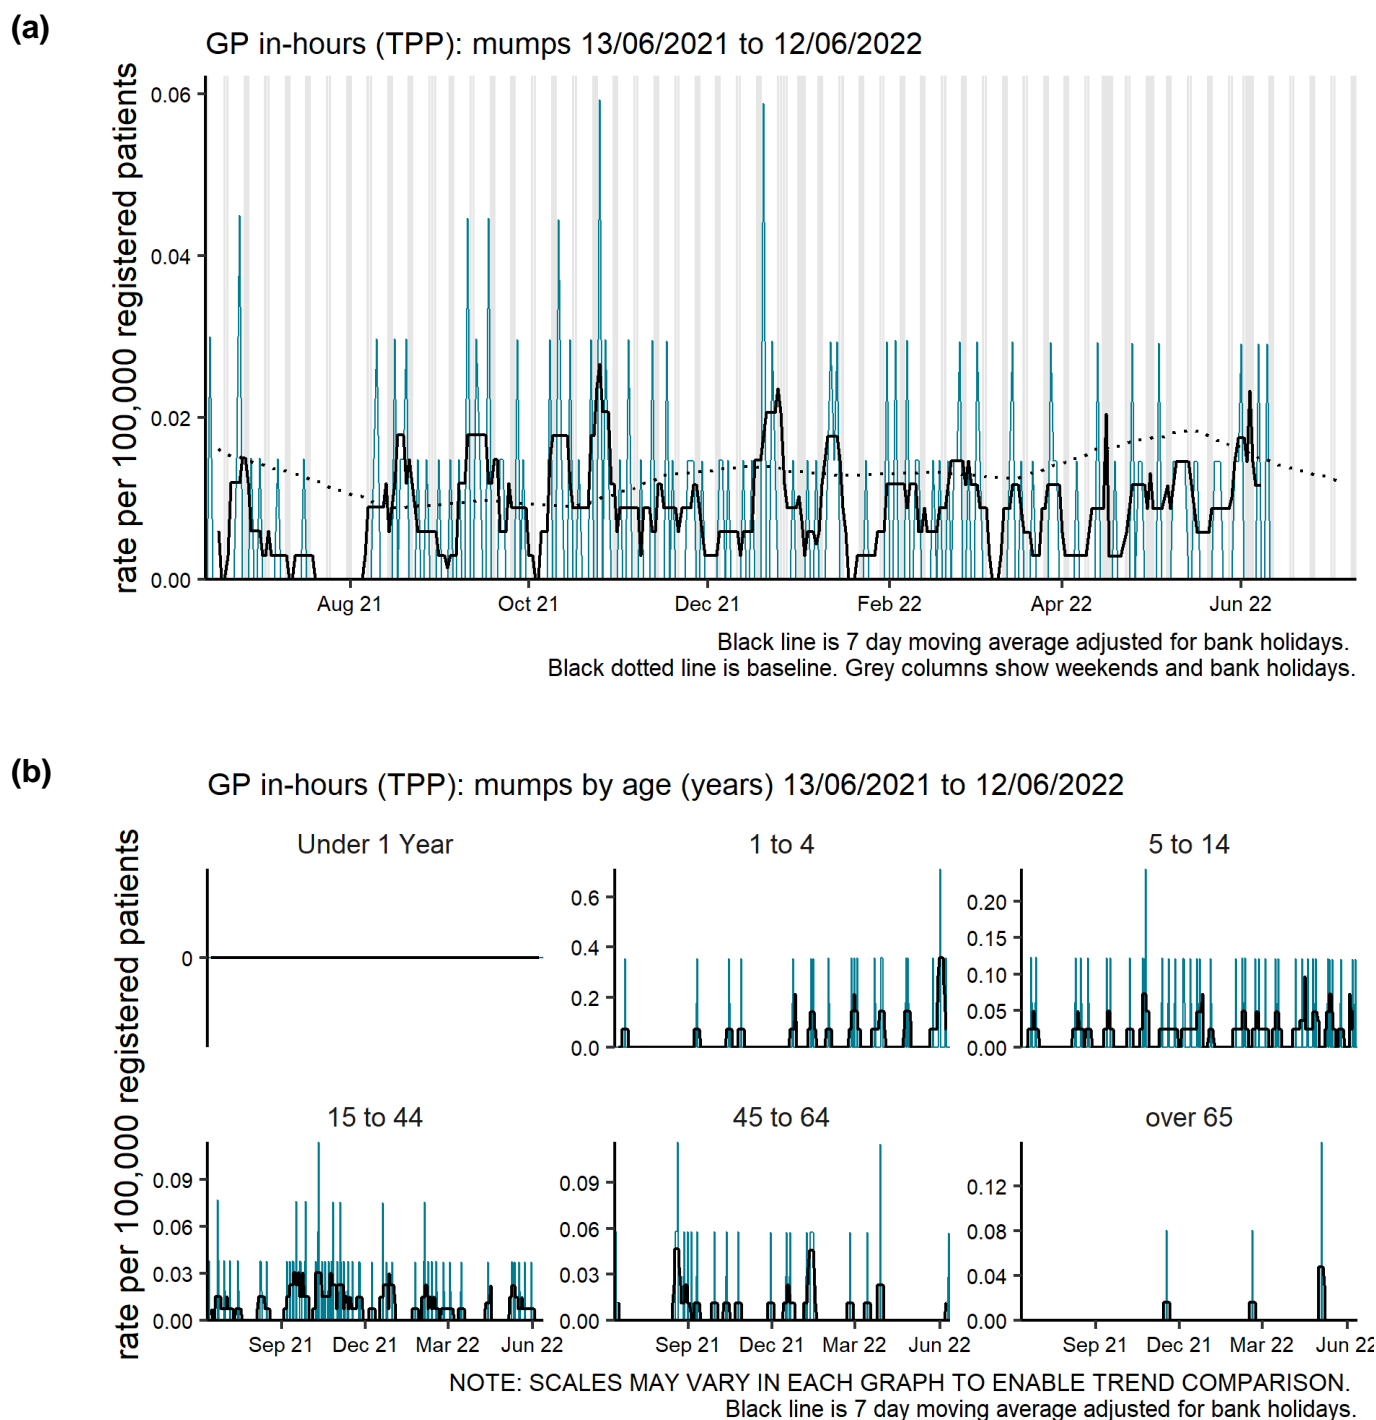 (a)
GP in-hours (TPP): mumps 13/06/2021 to 12/06/2022
rate per 100,000 registered patients
0.06
0.04
0.02
0.00
Aug 21 Oct 21 Dec 21 Feb 22 Apr 22 Jun 22
Black line is 7 day moving average adjusted for bank holidays.
Black dotted line is baseline. Grey columns show weekends and bank holidays.
(b)
GP in-hours (TPP): mumps by age (years) 13/06/2021 to 12/06/2022
rate per 100,000 registered patients
Under 1 Year
0
1 to 4
0.6
0.4
0.2
0.0
5 to 14
0.20
0.15
0.10
0.05
0.00
15 to 44
0.09
0.06
0.03
0.00
Sep 21 Dec 21 Mar 22 Jun 22
45 to 64
0.09
0.06
0.03
0.00
Sep 21 Dec 21 Mar 22 Jun 22
over 65
0.12
0.08
0.04
0.00
Sep 21 Dec 21 Mar 22 Jun 22
NOTE: SCALES MAY VARY IN EACH GRAPH TO ENABLE TREND COMPARISON.
Black line is 7 day moving average adjusted for bank holidays.